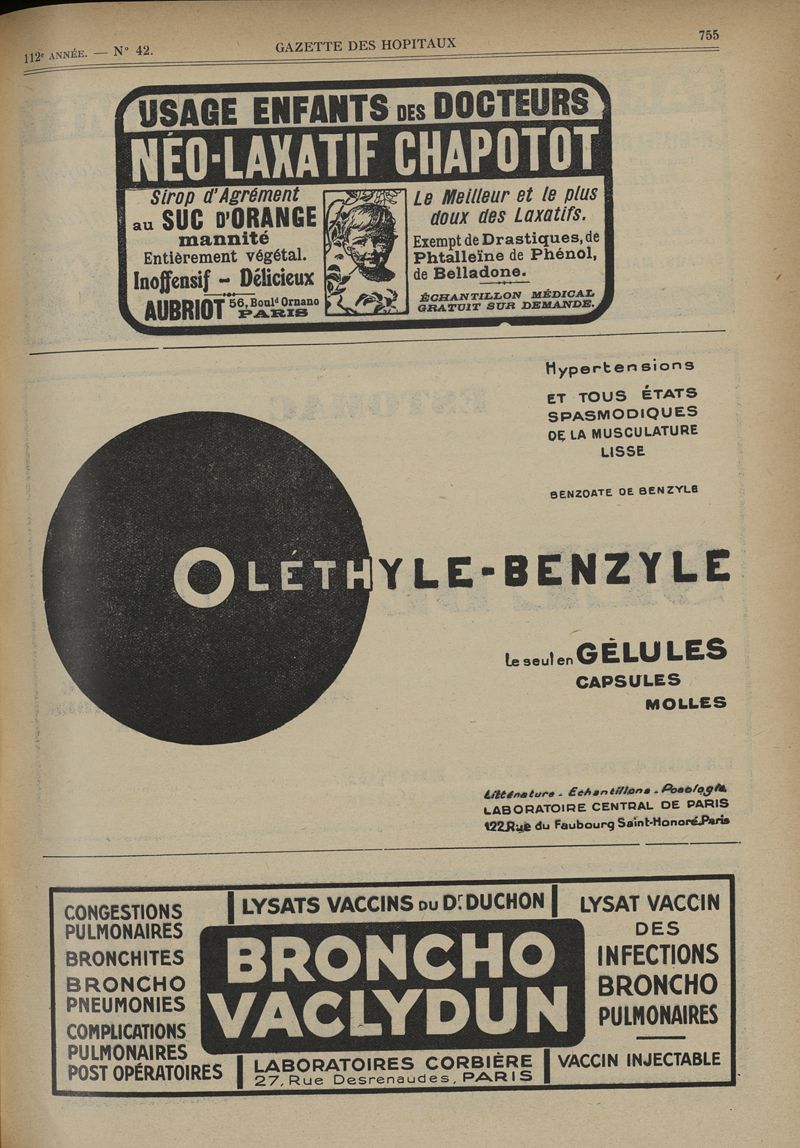 112e ANNÉE. — N° 42.
GAZETTE DES HOPITAUX
755
USAGE ENFANTS DES DOCTEURS
NÉO-LAXATIF CHAPOTOT
Sirop d'Agrément
au SUC D'ORANGE
mannité
Entièrement végétal.
Inoffensif - Délicieux
AUBRIOT 56, Bould Ornano
PARIS
Le Meilleur et le plus
doux des Laxatifs.
Exempt de Drastiques, de
Phtalleïne de Phénol,
de Belladone.
ÉCHANTILLON MÉDICAL
GRATUIT SUR DEMANDE.
Hypertensions
ET TOUS ÉTATS
SPASMODIQUES
DE LA MUSCULATURE
LISSE
BENZOATE DE BENZYLE
OLÉTHYLE-BENZYLE
Le seul en GÉLULES
CAPSULES
MOLLES
Littérature - Échantillons - Posologie
LABORATOIRE CENTRAL DE PARIS
122 Rue du Faubourg Saint-Honoré-Paris
CONGESTIONS
PULMONAIRES
BRONCHITES
BRONCHO
PNEUMONIES
COMPLICATIONS
PULMONAIRES
POST OPÉRATOIRES
LYSATS VACCINS DU Dr DUCHON
BRONCHO
VACLYDUN
LABORATOIRES CORBIÈRE
27, Rue Desrenaudes, PARIS
LYSAT VACCIN
DES
INFECTIONS
BRONCHO
PULMONAIRES
VACCIN INJECTABLE